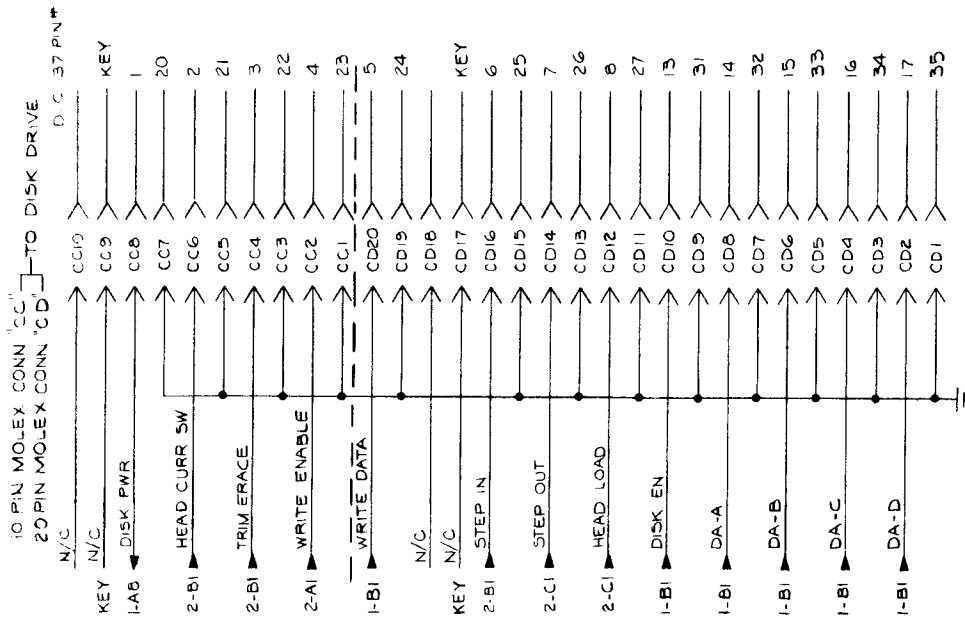 10 PIN MOLEX CONN "CC"
20 PIN MOLEX CONN "CD"
TO DISK DRIVE
37 PIN#
N/C CC10
KEY N/C CC9 KEY
1-A8 DISK PWR CC8 1
CC7 20
2-B1 HEAD CURR SW CC6 2
CC5 21
2-B1 TRIM ERACE CC4 3
CC3 22
2-A1 WRITE ENABLE CC2 4
CC1 23
1-B1 WRITE DATA CD20 5
CD19 24
N/C CD18
KEY N/C CD17 KEY
2-B1 STEP IN CD16 6
CD15 25
2-C1 STEP OUT CD14 7
CD13 26
2-C1 HEAD LOAD CD12 8
CD11 27
1-B1 DISK EN CD10 13
CD9 31
1-B1 DA-A CD8 14
CD7 32
1-B1 DA-B CD6 15
CD5 33
1-B1 DA-C CD4 16
CD3 34
1-B1 DA-D CD2 17
CD1 35